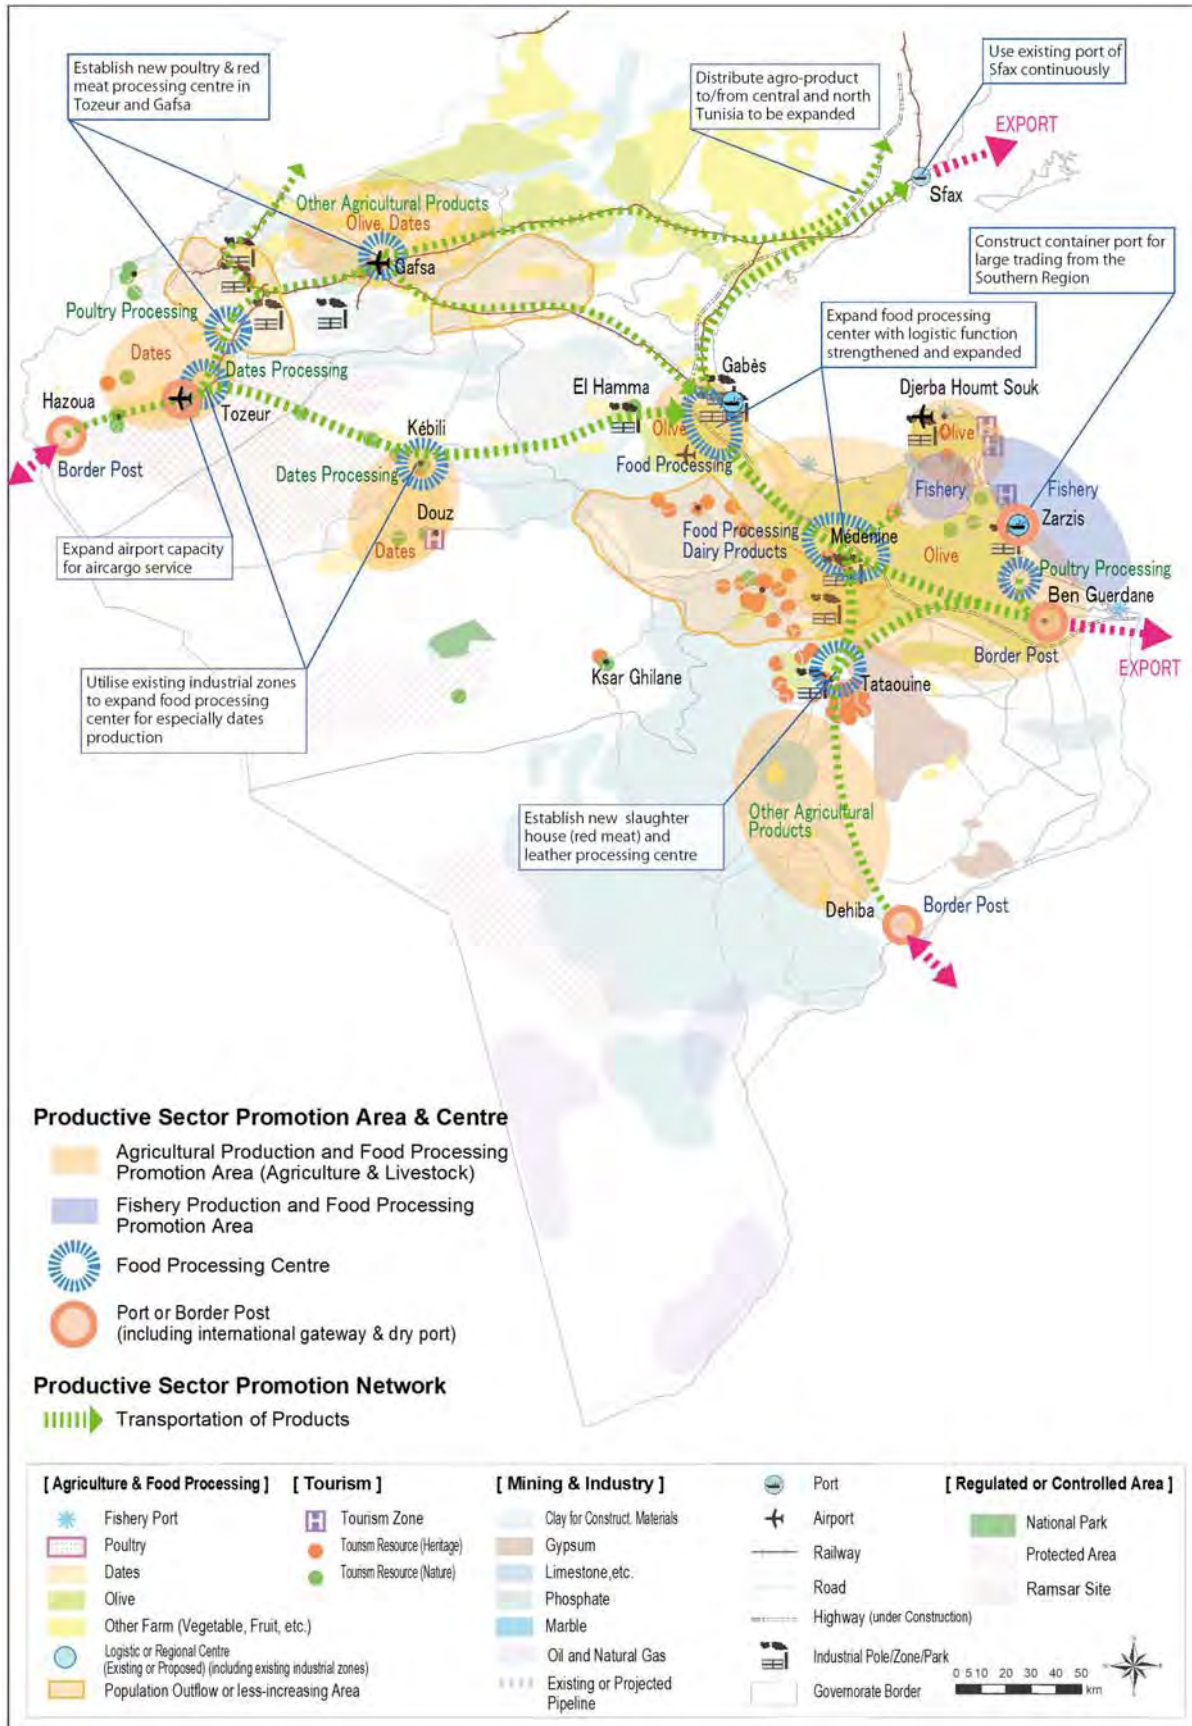 Establish new poultry & red
meat processing centre in
Tozeur and Gafsa
Distribute agro-product
to/from central and north
Tunisia to be expanded
Use existing port of
Sfax continuously
EXPORT
Sfax
Other Agricultural Products
Olive, Dates
Gafsa
Construct container port for
large trading from the
Southern Region
Poultry Processing
Expand food processing
center with logistic function
strengthened and expanded
Dates
Dates Processing
Gabès
El Hamma
Djerba Houmt Souk
Hazoua
Tozeur
Kébili
Olive
Olive
Border Post
Dates Processing
Food Processing
Fishery
Fishery
Douz
Zarzis
Expand airport capacity
for aircargo service
Dates
Food Processing
Dairy Products
Médenine
Olive
Poultry Processing
Ben Guerdane
Border Post
EXPORT
Ksar Ghilane
Tataouine
Utilise existing industrial zones
to expand food processing
center for especially dates
production
Other Agricultural
Products
Establish new slaughter
house (red meat) and
leather processing centre
Dehiba
Border Post
Productive Sector Promotion Area & Centre
Agricultural Production and Food Processing
Promotion Area (Agriculture & Livestock)
Fishery Production and Food Processing
Promotion Area
Food Processing Centre
Port or Border Post
(including international gateway & dry port)
Productive Sector Promotion Network
Transportation of Products
[ Agriculture & Food Processing ]
Fishery Port
Poultry
Dates
Olive
Other Farm (Vegetable, Fruit, etc.)
Logistic or Regional Centre
(Existing or Proposed) (including existing industrial zones)
Population Outflow or less-increasing Area
[ Tourism ]
H Tourism Zone
Tourism Resource (Heritage)
Tourism Resource (Nature)
[ Mining & Industry ]
Clay for Construct. Materials
Gypsum
Limestone,etc.
Phosphate
Marble
Oil and Natural Gas
Existing or Projected
Pipeline
Port
Airport
Railway
Road
Highway (under Construction)
Industrial Pole/Zone/Park
Governorate Border
[ Regulated or Controlled Area ]
National Park
Protected Area
Ramsar Site
0 5 10 20 30 40 50
km